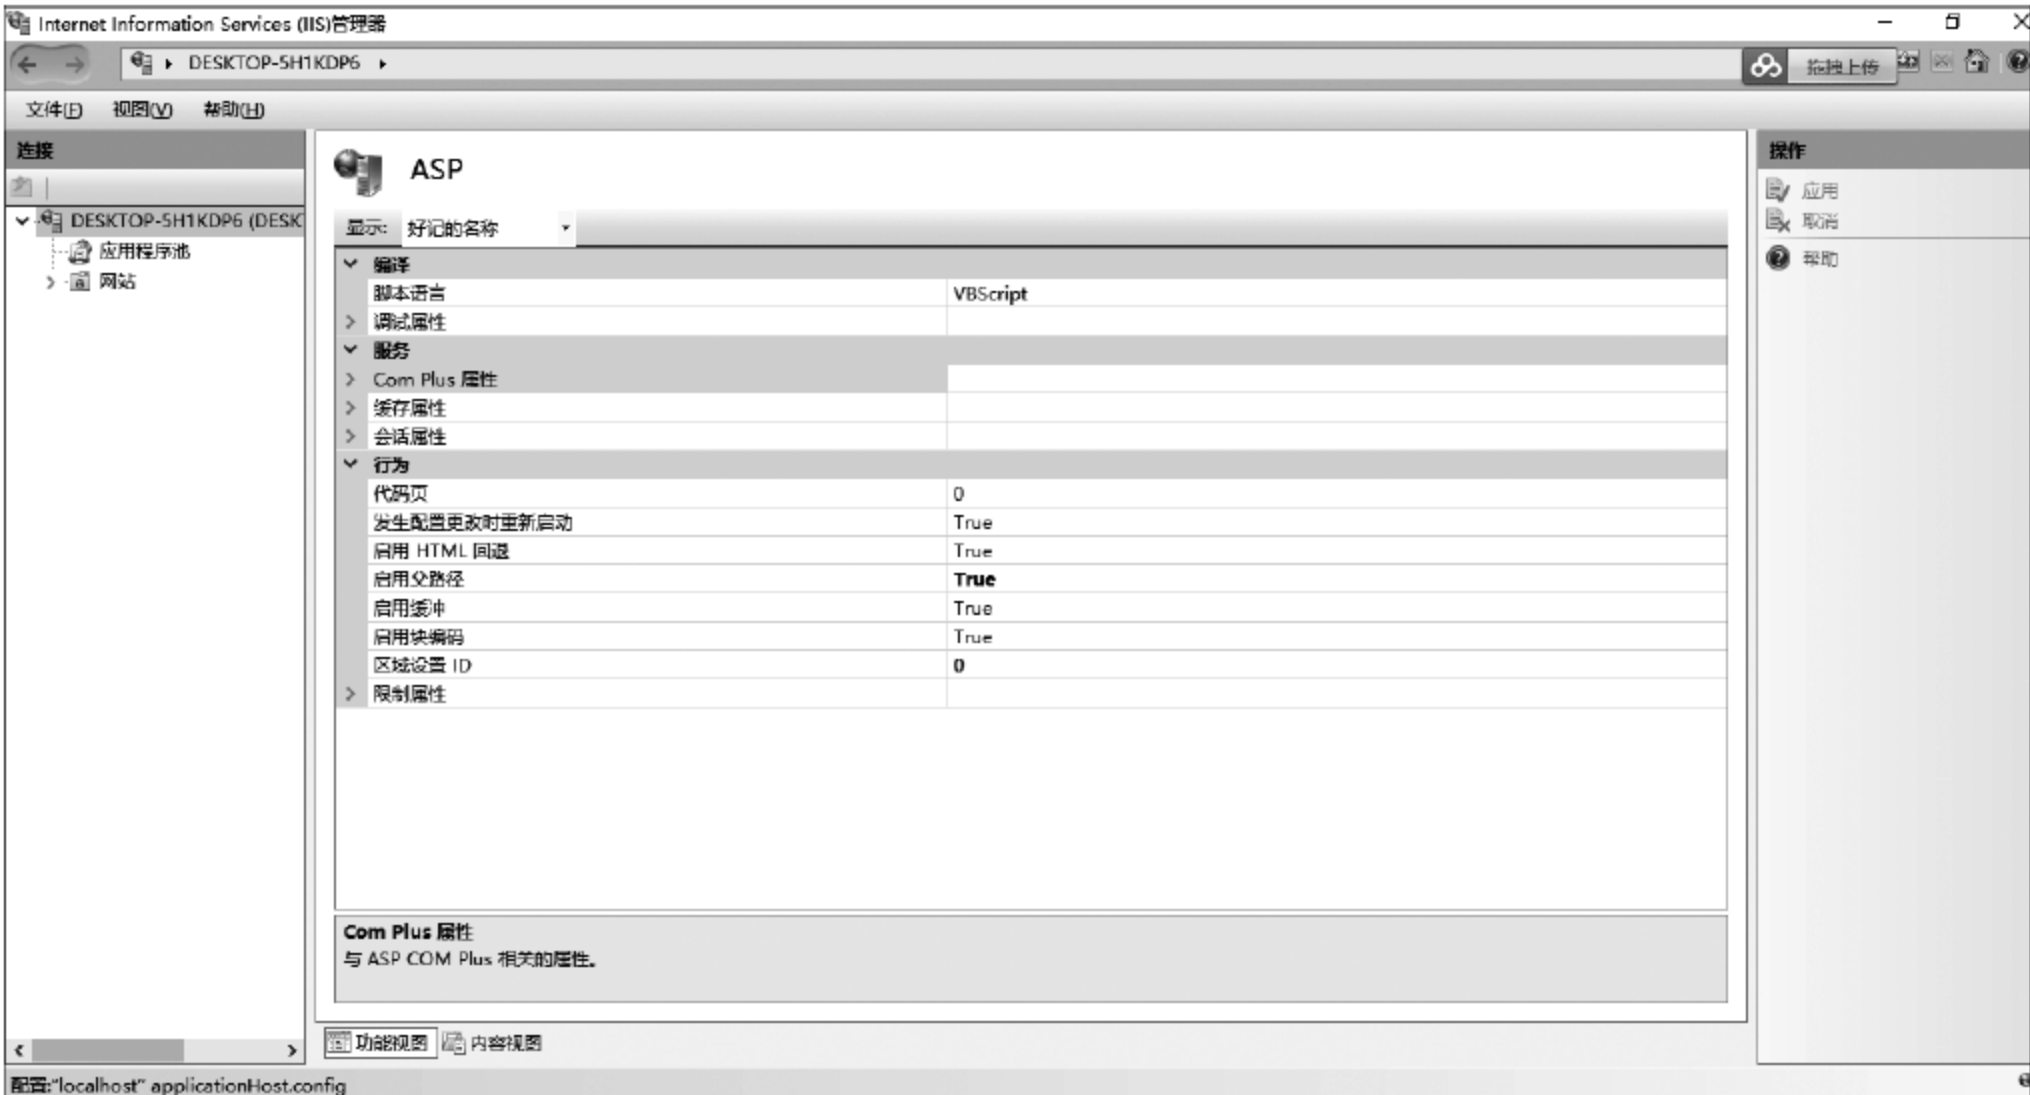 Internet Information Services (IIS)管理器
DESKTOP-5H1KDP6
拖拽上传
文件(F) 视图(V) 帮助(H)
连接
DESKTOP-5H1KDP6 (DESK
应用程序池
网站
ASP
显示: 好记的名称
编译
脚本语言 VBScript
调试属性
服务
Com Plus 属性
缓存属性
会话属性
行为
代码页 0
发生配置更改时重新启动 True
启用 HTML 回退 True
启用父路径 True
启用缓冲 True
启用块编码 True
区域设置 ID 0
限制属性
Com Plus 属性
与 ASP COM Plus 相关的属性。
功能视图 内容视图
操作
应用
取消
帮助
配置:"localhost" applicationHost.config